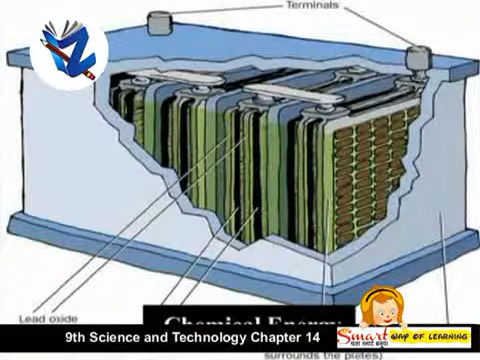 Terminals
Lead oxide
Chemical Energy
9th Science and Technology Chapter 14
Smart
WAY OF LEARNING
surrounds the plates)